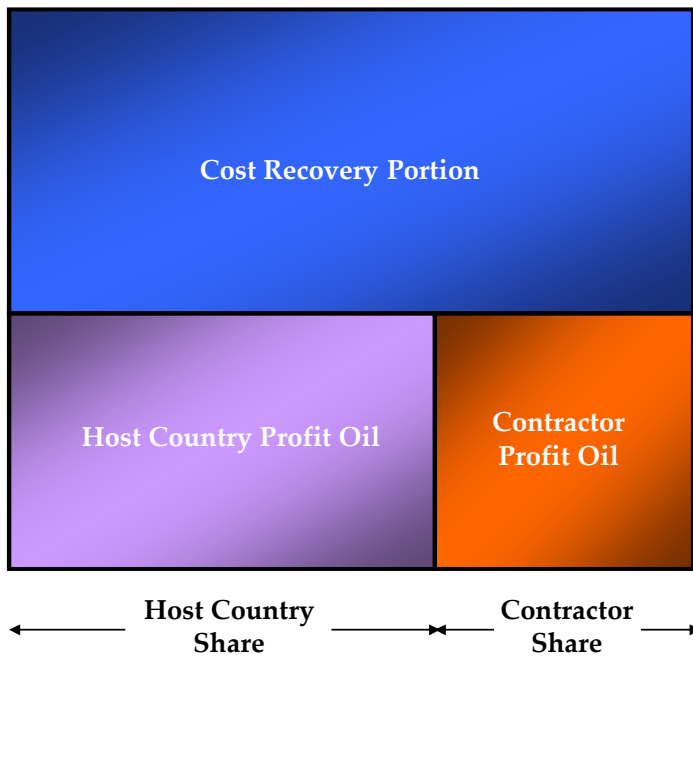 Cost Recovery Portion
Host Country Profit Oil
Contractor
Profit Oil
Host Country
Share
Contractor
Share